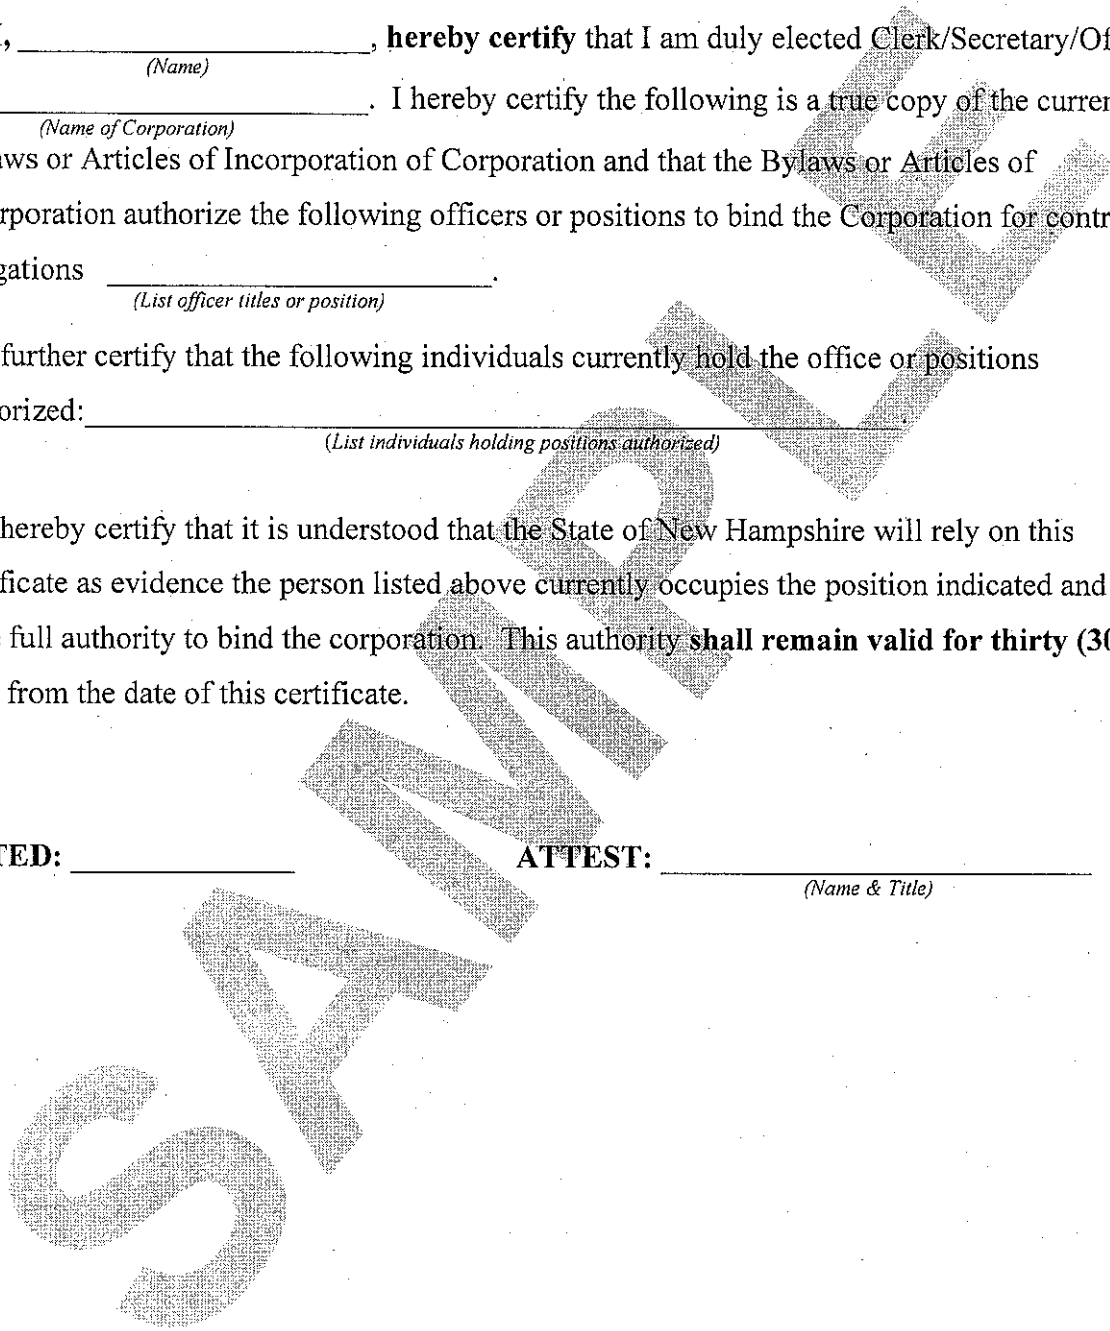 I, ____________________, hereby certify that I am duly elected Clerk/Secretary/Of
(Name)
____________________. I hereby certify the following is a true copy of the curren
(Name of Corporation)
aws or Articles of Incorporation of Corporation and that the Bylaws or Articles of
rporation authorize the following officers or positions to bind the Corporation for contr
gations ____________________.
(List officer titles or position)
further certify that the following individuals currently hold the office or positions
orized: ____________________.
(List individuals holding positions authorized)
hereby certify that it is understood that the State of New Hampshire will rely on this
ficate as evidence the person listed above currently occupies the position indicated and
full authority to bind the corporation. This authority shall remain valid for thirty (30
from the date of this certificate.
TED: ____________ ATTEST: ____________________
(Name & Title)
SAMPLE